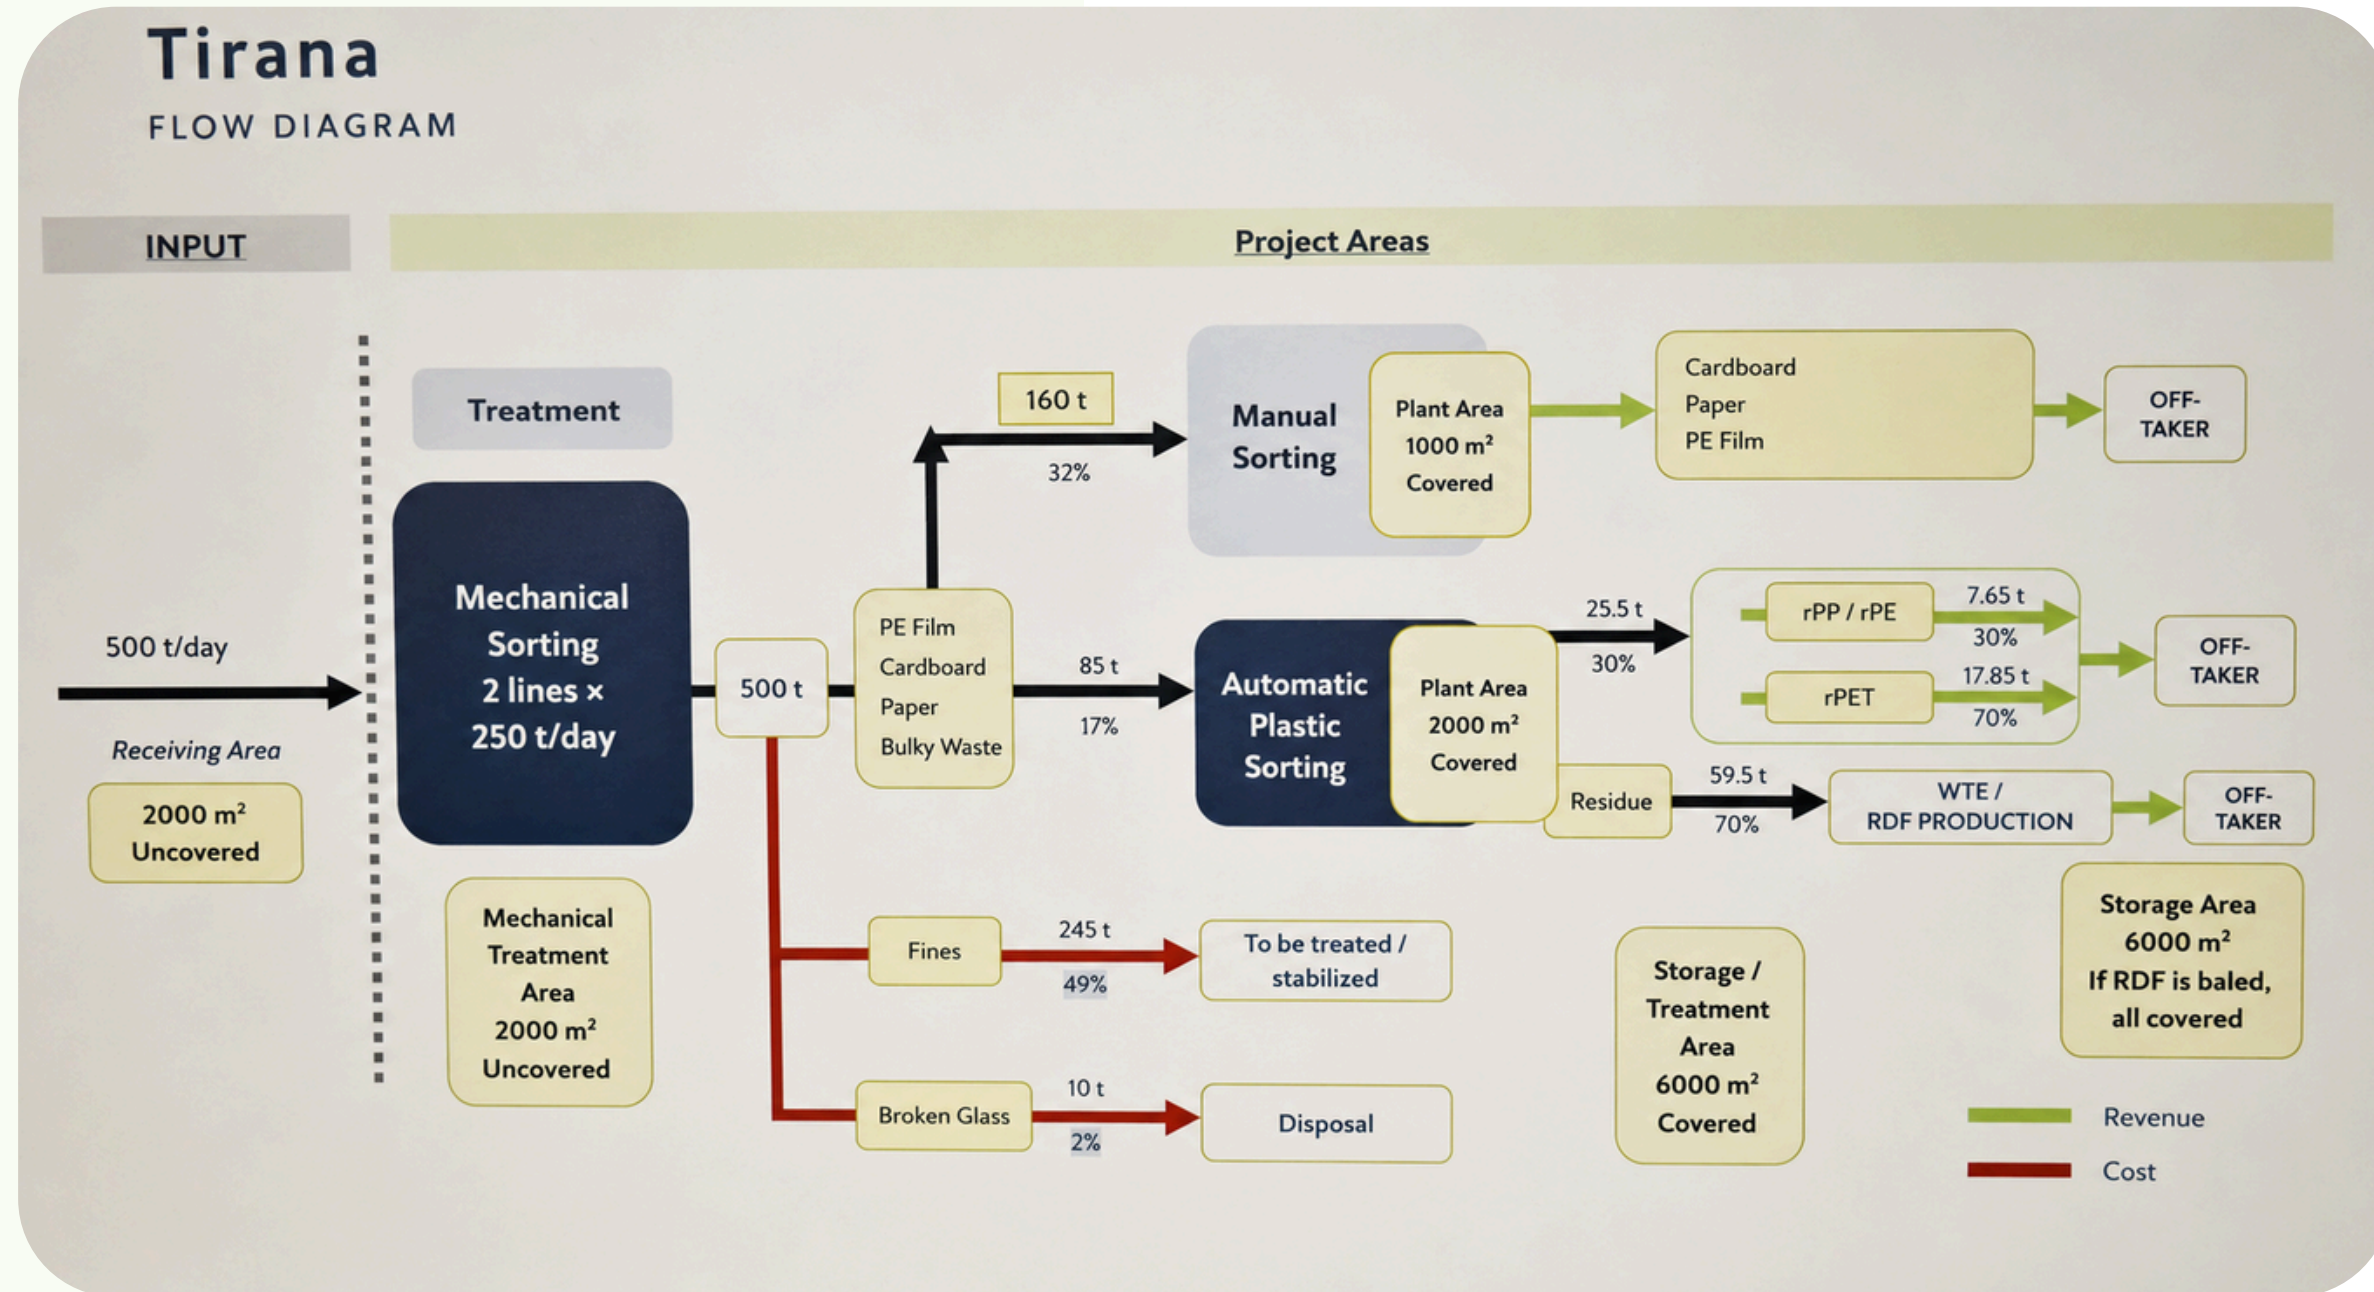 Tirana
FLOW DIAGRAM
INPUT
Project Areas
500 t/day
Receiving Area
2000 m²
Uncovered
Treatment
Mechanical
Sorting
2 lines ×
250 t/day
Mechanical
Treatment
Area
2000 m²
Uncovered
500 t
PE Film
Cardboard
Paper
Bulky Waste
160 t
32%
Manual
Sorting
Plant Area
1000 m²
Covered
Cardboard
Paper
PE Film
OFF-
TAKER
85 t
17%
Automatic
Plastic
Sorting
Plant Area
2000 m²
Covered
25.5 t
30%
rPP / rPE
7.65 t
30%
rPET
17.85 t
70%
OFF-
TAKER
Residue
59.5 t
70%
WTE /
RDF PRODUCTION
OFF-
TAKER
Fines
245 t
49%
To be treated /
stabilized
Broken Glass
10 t
2%
Disposal
Storage /
Treatment
Area
6000 m²
Covered
Storage Area
6000 m²
If RDF is baled,
all covered
Revenue
Cost